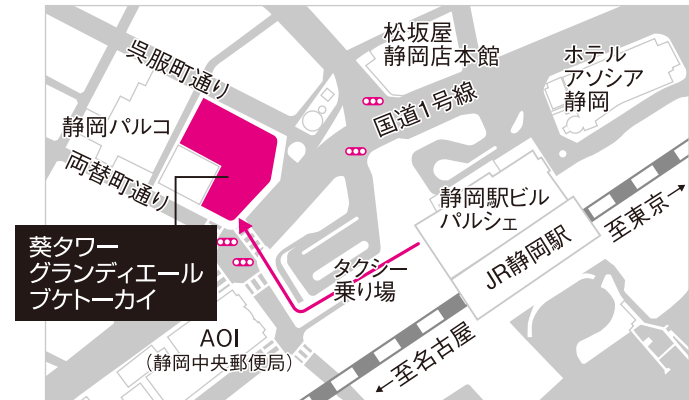 松坂屋
静岡店本館
ホテル
アソシア
静岡
呉服町通り
国道1号線
静岡パルコ
両替町通り
静岡駅ビル
パルシェ
至東京→
葵タワー
グランディエール
ブケトーカイ
タクシー
乗り場
JR静岡駅
AOI
(静岡中央郵便局)
←至名古屋